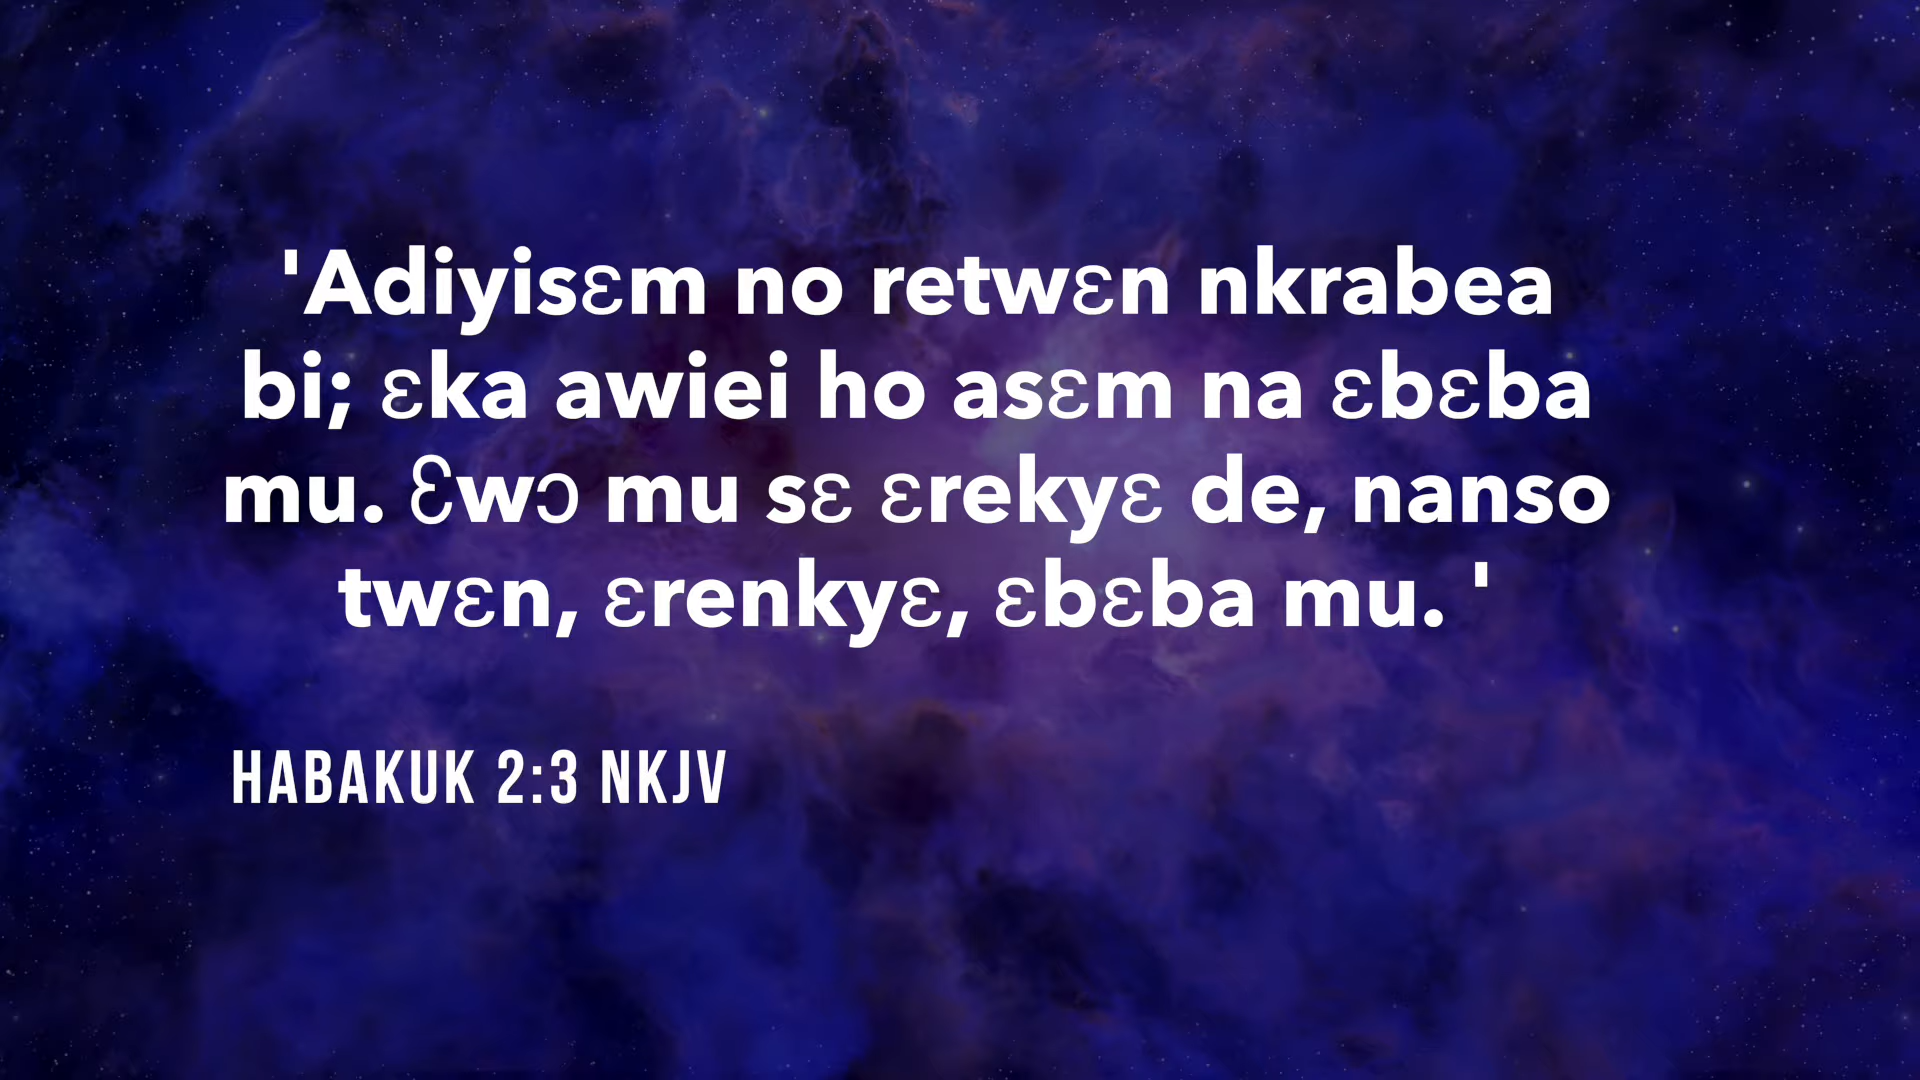 'Adiyisɛm no retwɛn nkrabea
bi; ɛka awiei ho asɛm na ɛbɛba
mu. Ɛwɔ mu sɛ ɛrekyɛ de, nanso
twɛn, ɛrenkyɛ, ɛbɛba mu. '
HABAKUK 2:3 NKJV